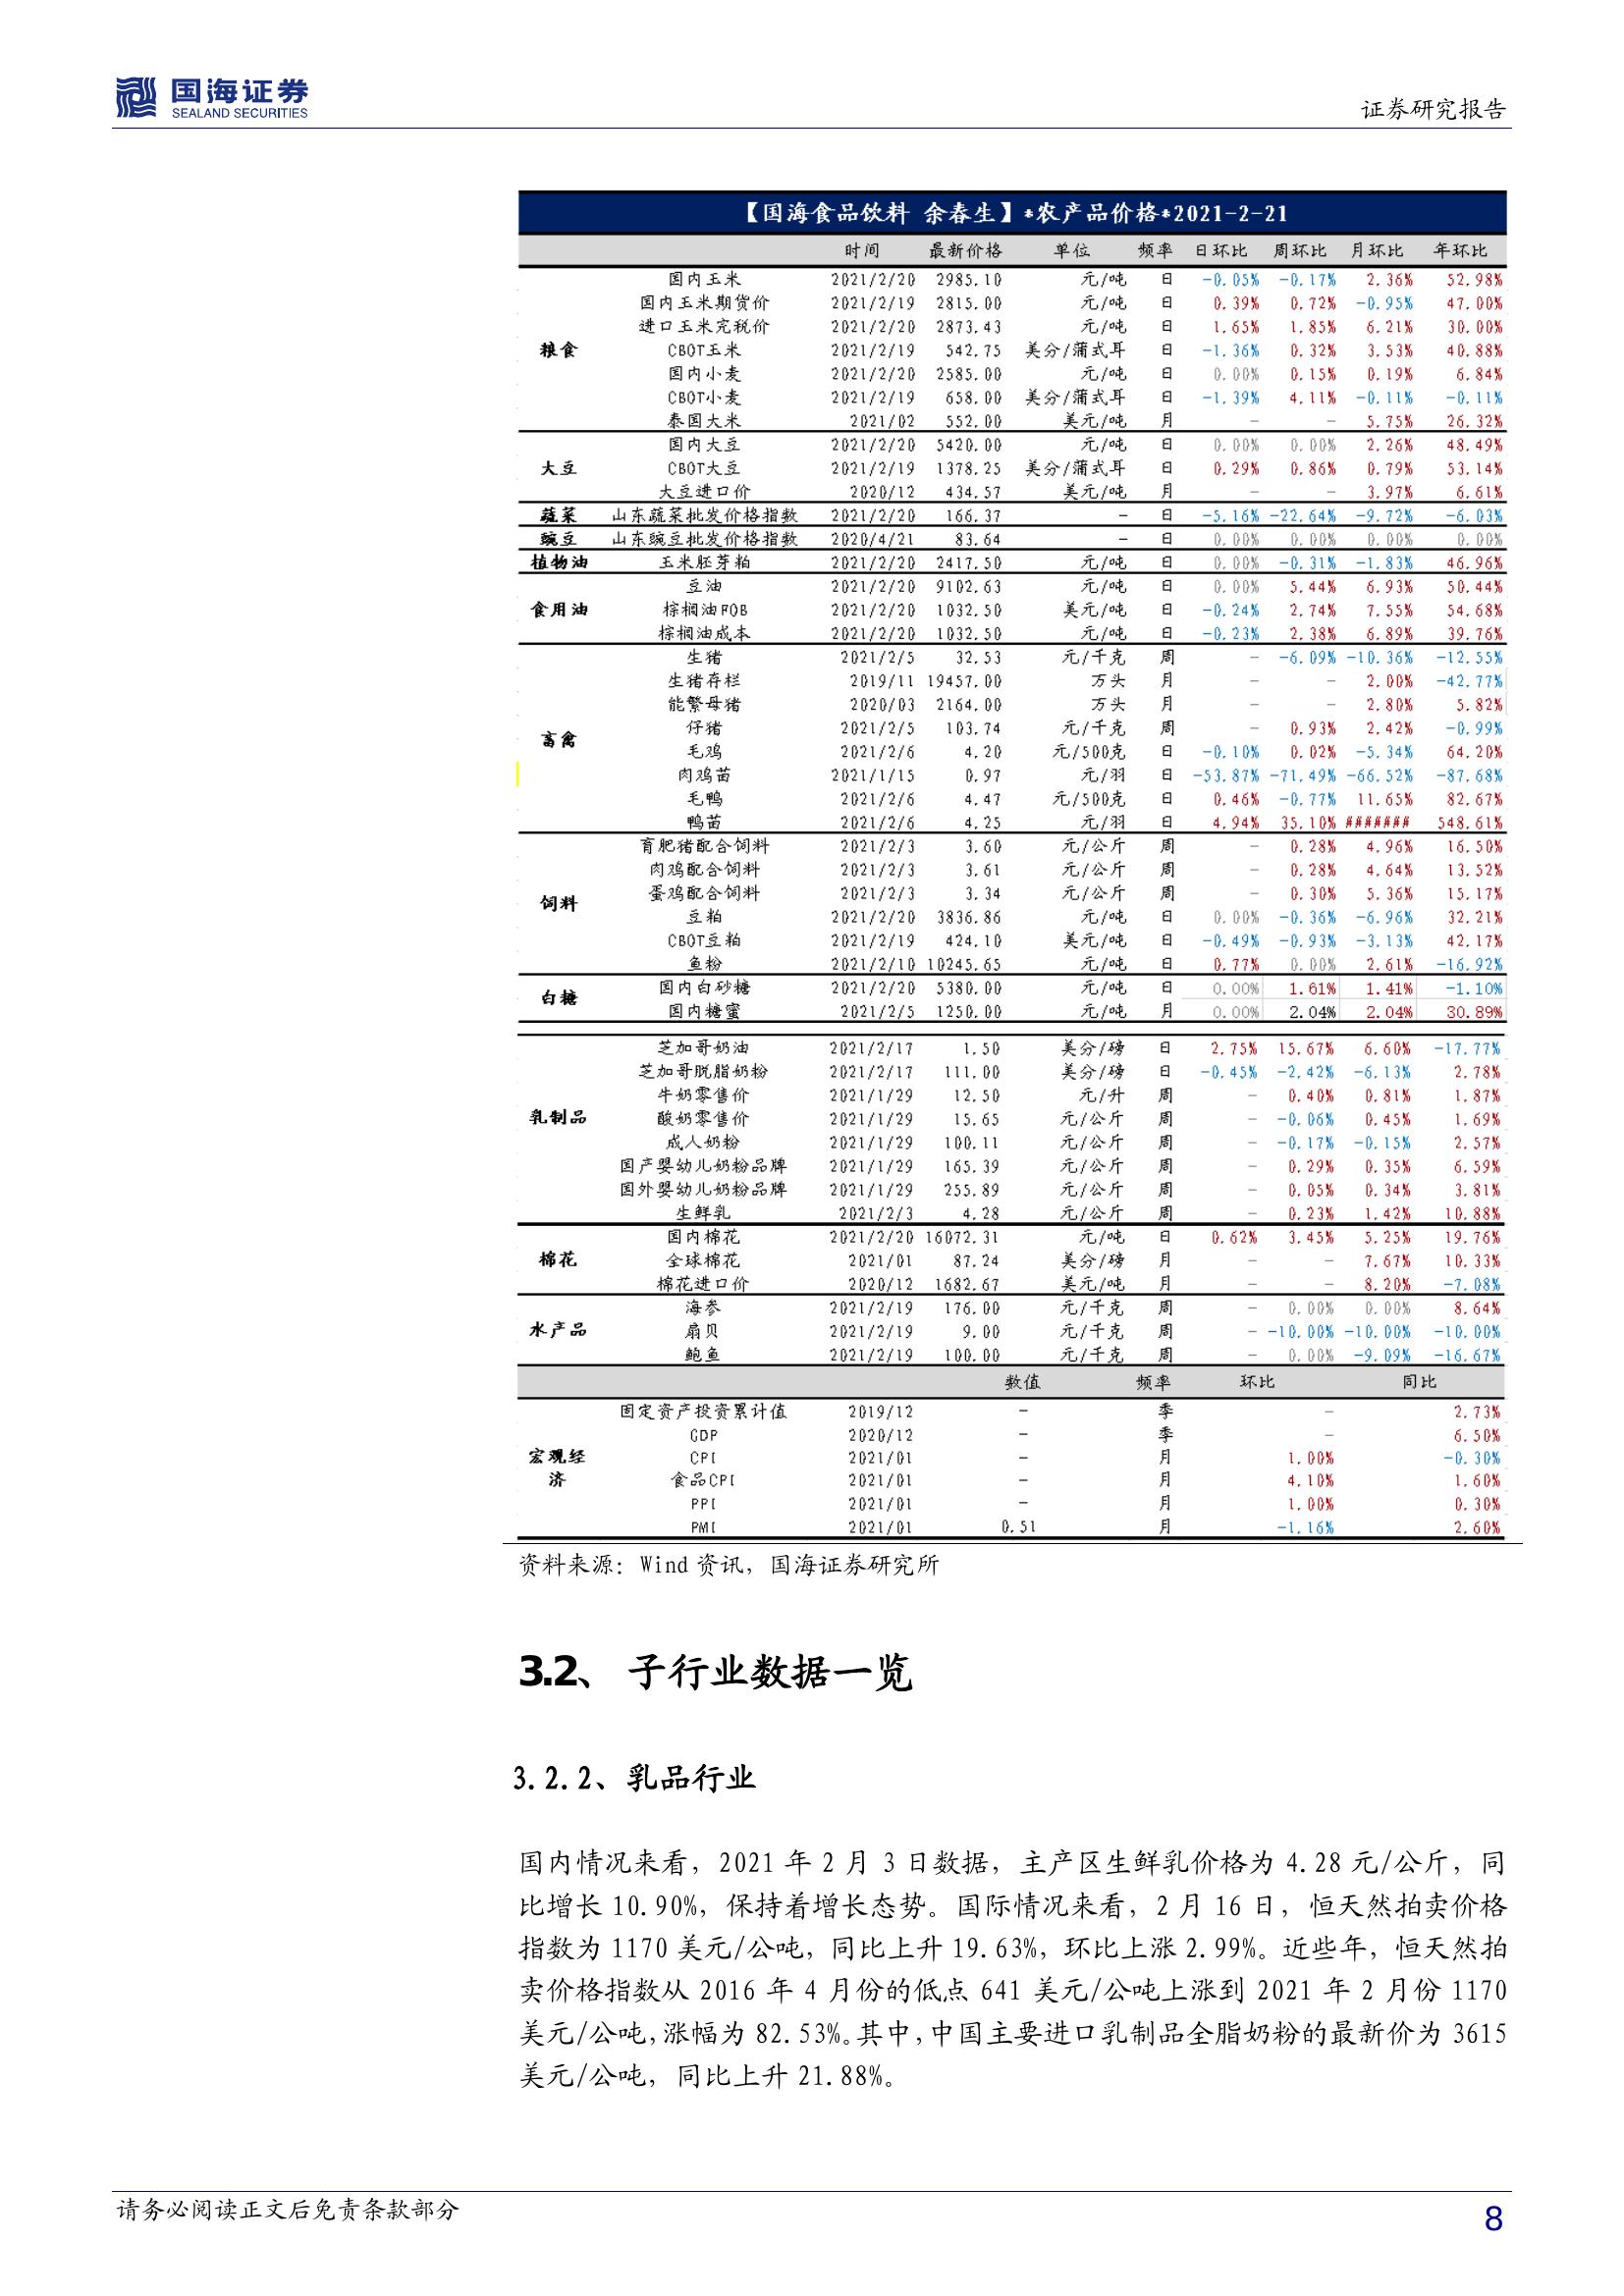 国海证券
SEALAND SECURITIES
证券研究报告
【国海食品饮料 余春生】*农产品价格*2021-2-21
时间 最新价格 单位 频率 日环比 周环比 月环比 年环比
粮食
国内玉米 2021/2/20 2985.10 元/吨 日 -0.05% -0.17% 2.36% 52.98%
国内玉米期货价 2021/2/19 2815.00 元/吨 日 0.39% 0.72% -0.95% 47.00%
进口玉米完税价 2021/2/20 2873.43 元/吨 日 1.65% 1.85% 6.21% 30.00%
CBOT玉米 2021/2/19 542.75 美分/蒲式耳 日 -1.36% 0.32% 3.53% 40.88%
国内小麦 2021/2/20 2585.00 元/吨 日 0.00% 0.15% 0.19% 6.84%
CBOT小麦 2021/2/19 658.00 美分/蒲式耳 日 -1.39% 4.11% -0.11% -0.11%
泰国大米 2021/02 552.00 美元/吨 月 - - 5.75% 26.32%
大豆
国内大豆 2021/2/20 5420.00 元/吨 日 0.00% 0.00% 2.26% 48.49%
CBOT大豆 2021/2/19 1378.25 美分/蒲式耳 日 0.29% 0.86% 0.79% 53.14%
大豆进口价 2020/12 434.57 美元/吨 月 - - 3.97% 6.61%
蔬菜 山东蔬菜批发价格指数 2021/2/20 166.37 - 日 -5.16% -22.64% -9.72% -6.03%
豌豆 山东豌豆批发价格指数 2020/4/21 83.64 - 日 0.00% 0.00% 0.00% 0.00%
植物油 玉米胚芽粕 2021/2/20 2417.50 元/吨 日 0.00% -0.31% -1.83% 46.96%
食用油
豆油 2021/2/20 9102.63 元/吨 日 0.00% 5.44% 6.93% 50.44%
棕榈油FOB 2021/2/20 1032.50 美元/吨 日 -0.24% 2.74% 7.55% 54.68%
棕榈油成本 2021/2/20 1032.50 元/吨 日 -0.23% 2.38% 6.89% 39.76%
畜禽
生猪 2021/2/5 32.53 元/千克 周 - -6.09% -10.36% -12.55%
生猪存栏 2019/11 19457.00 万头 月 - - 2.00% -42.77%
能繁母猪 2020/03 2164.00 万头 月 - - 2.80% 5.82%
仔猪 2021/2/5 103.74 元/千克 周 - 0.93% 2.42% -0.99%
毛鸡 2021/2/6 4.20 元/500克 日 -0.10% 0.02% -5.34% 64.20%
肉鸡苗 2021/1/15 0.97 元/羽 日 -53.87% -71.49% -66.52% -87.68%
毛鸭 2021/2/6 4.47 元/500克 日 0.46% -0.77% 11.65% 82.67%
鸭苗 2021/2/6 4.25 元/羽 日 4.94% 35.10% ####### 548.61%
饲料
育肥猪配合饲料 2021/2/3 3.60 元/公斤 周 - 0.28% 4.96% 16.50%
肉鸡配合饲料 2021/2/3 3.61 元/公斤 周 - 0.28% 4.64% 13.52%
蛋鸡配合饲料 2021/2/3 3.34 元/公斤 周 - 0.30% 5.36% 15.17%
豆粕 2021/2/20 3836.86 元/吨 日 0.00% -0.36% -6.96% 32.21%
CBOT豆粕 2021/2/19 424.10 美元/吨 日 -0.49% -0.93% -3.13% 42.17%
鱼粉 2021/2/10 10245.65 元/吨 日 0.77% 0.00% 2.61% -16.92%
白糖
国内白砂糖 2021/2/20 5380.00 元/吨 日 0.00% 1.61% 1.41% -1.10%
国内糖蜜 2021/2/5 1250.00 元/吨 月 0.00% 2.04% 2.04% 30.89%
乳制品
芝加哥奶油 2021/2/17 1.50 美分/磅 日 2.75% 15.67% 6.60% -17.77%
芝加哥脱脂奶粉 2021/2/17 111.00 美分/磅 日 -0.45% -2.42% -6.13% 2.78%
牛奶零售价 2021/1/29 12.50 元/升 周 - 0.40% 0.81% 1.87%
酸奶零售价 2021/1/29 15.65 元/公斤 周 - -0.06% 0.45% 1.69%
成人奶粉 2021/1/29 100.11 元/公斤 周 - -0.17% -0.15% 2.57%
国产婴幼儿奶粉品牌 2021/1/29 165.39 元/公斤 周 - 0.29% 0.35% 6.59%
国外婴幼儿奶粉品牌 2021/1/29 255.89 元/公斤 周 - 0.05% 0.34% 3.81%
生鲜乳 2021/2/3 4.28 元/公斤 周 - 0.23% 1.42% 10.88%
棉花
国内棉花 2021/2/20 16072.31 元/吨 日 0.62% 3.45% 5.25% 19.76%
全球棉花 2021/01 87.24 美分/磅 月 - - 7.67% 10.33%
棉花进口价 2020/12 1682.67 美元/吨 月 - - 8.20% -7.08%
水产品
海参 2021/2/19 176.00 元/千克 周 - 0.00% 0.00% 8.64%
扇贝 2021/2/19 9.00 元/千克 周 - -10.00% -10.00% -10.00%
鲍鱼 2021/2/19 100.00 元/千克 周 - 0.00% -9.09% -16.67%
数值 频率 环比 同比
宏观经济
固定资产投资累计值 2019/12 - 季 - 2.73%
GDP 2020/12 - 季 - 6.50%
CPI 2021/01 - 月 1.00% -0.30%
食品CPI 2021/01 - 月 4.10% 1.60%
PPI 2021/01 - 月 1.00% 0.30%
PMI 2021/01 0.51 月 -1.16% 2.60%
资料来源：Wind 资讯，国海证券研究所
3.2、 子行业数据一览
3.2.2、乳品行业
国内情况来看，2021 年 2 月 3 日数据，主产区生鲜乳价格为 4.28 元/公斤，同
比增长 10.90%，保持着增长态势。国际情况来看，2 月 16 日，恒天然拍卖价格
指数为 1170 美元/公吨，同比上升 19.63%，环比上涨 2.99%。近些年，恒天然拍
卖价格指数从 2016 年 4 月份的低点 641 美元/公吨上涨到 2021 年 2 月份 1170
美元/公吨，涨幅为 82.53%。其中，中国主要进口乳制品全脂奶粉的最新价为 3615
美元/公吨，同比上升 21.88%。
请务必阅读正文后免责条款部分
8